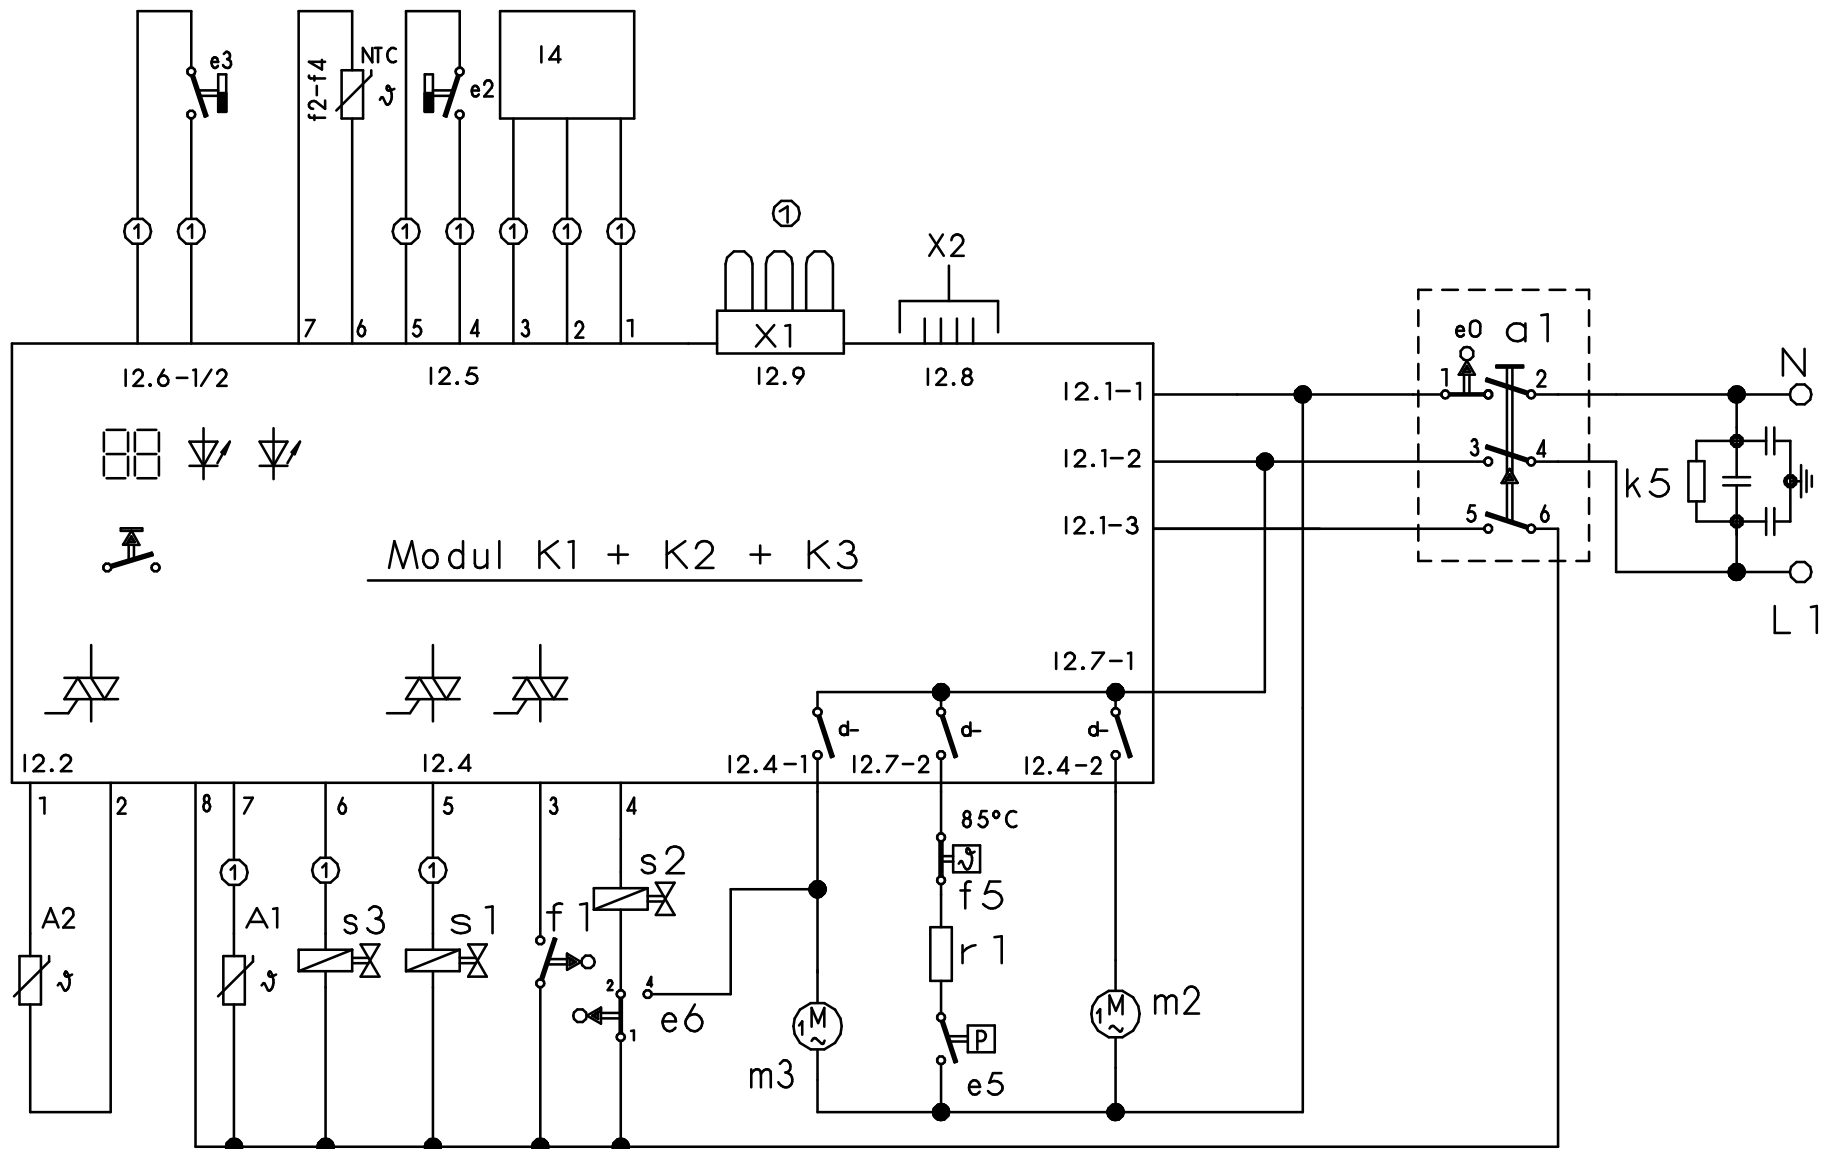 e3
f2-f4
NTC
ϑ
e2
I4
1 1 1 1 1 1 1
1
X2
7 6 5 4 3 2 1
X1
I2.6-1/2
I2.5
I2.9
I2.8
e0 a1
N
I2.1-1
1 2
I2.1-2
3 4
k5
I2.1-3
5 6
Modul K1 + K2 + K3
L1
I2.7-1
d- d- d-
I2.2
I2.4
I2.4-1
I2.7-2
I2.4-2
1 2 8 7 6 5 3 4
85°C
ϑ
f5
1 1 1
s2
A2
A1
s3
s1
f1
ϑ
ϑ
r1
2 4
e6
1
M
1 ~
m3
P
e5
M
1 ~
m2